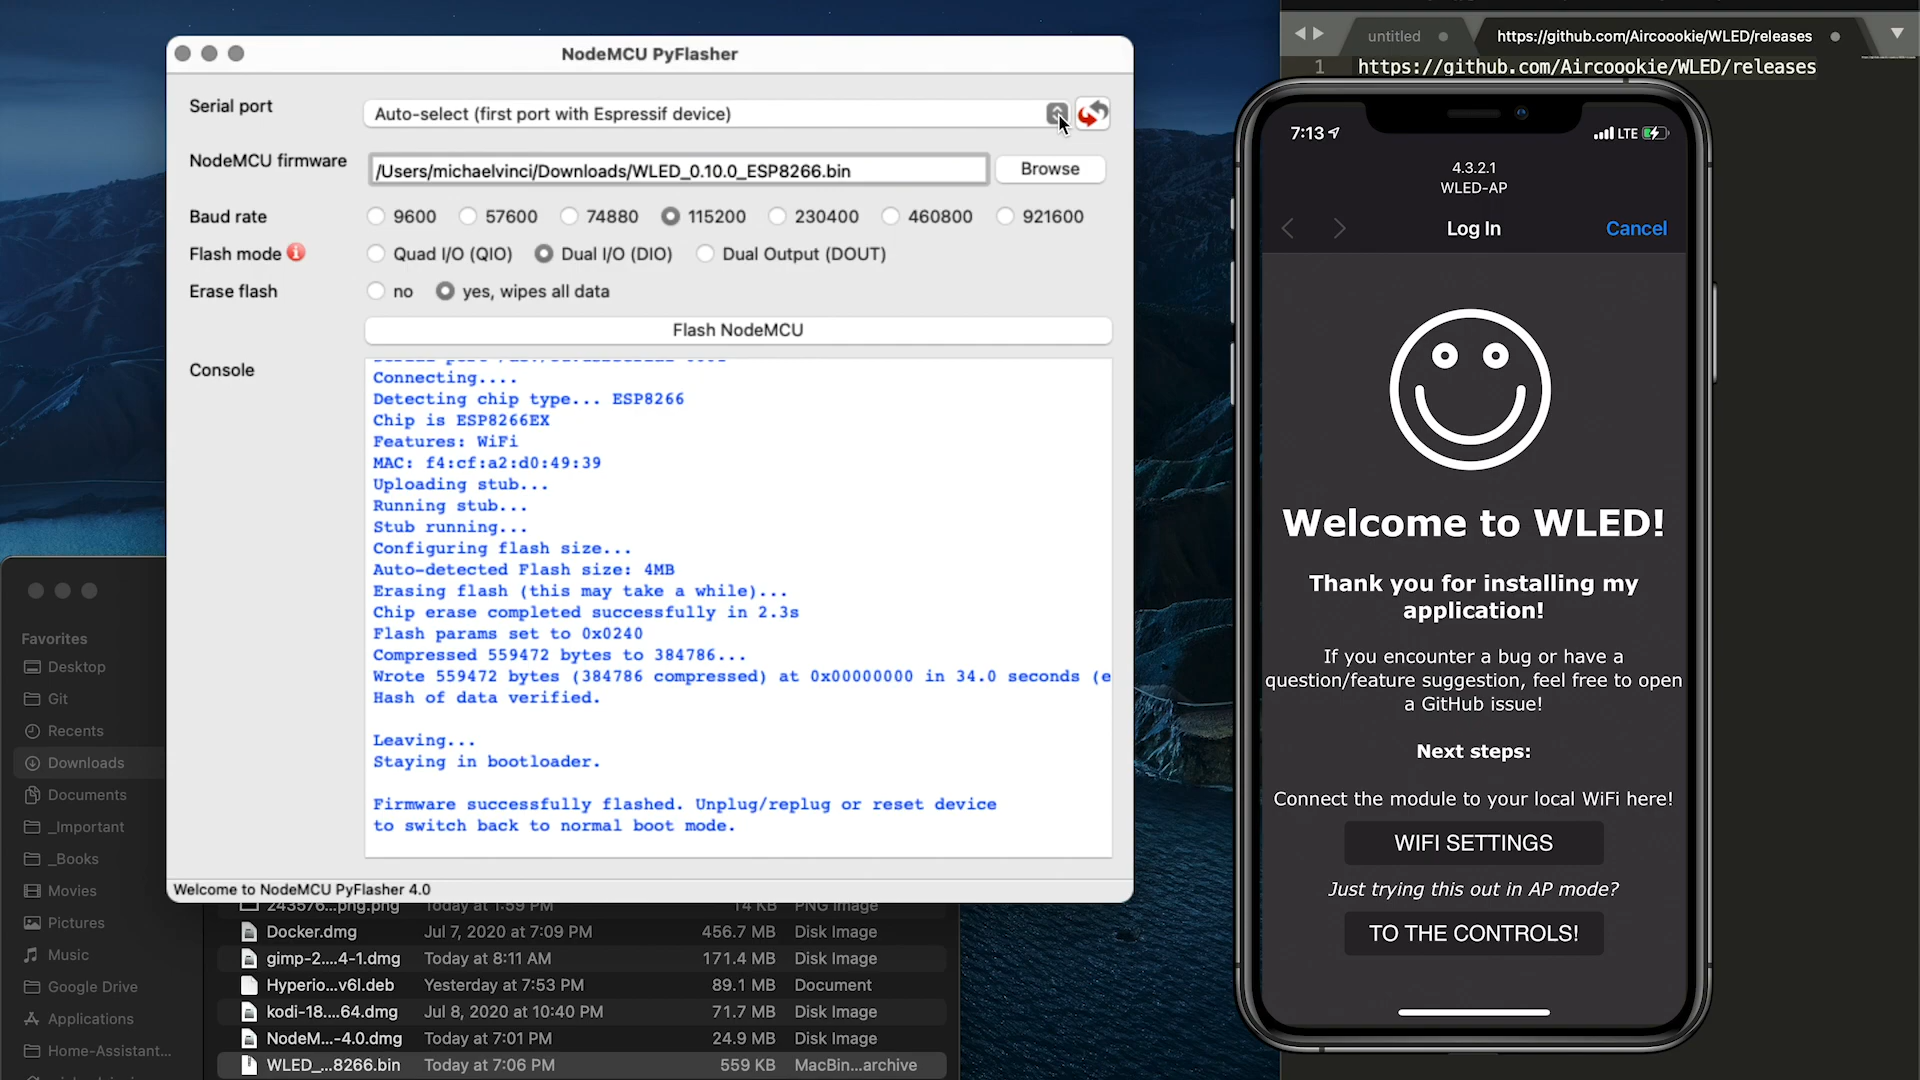 NodeMCU PyFlasher
Serial port
Auto-select (first port with Espressif device)
NodeMCU firmware
/Users/michaelvinci/Downloads/WLED_0.10.0_ESP8266.bin
Browse
Baud rate
9600 57600 74880 115200 230400 460800 921600
Flash mode
Quad I/O (QIO) Dual I/O (DIO) Dual Output (DOUT)
Erase flash
no yes, wipes all data
Flash NodeMCU
Console
Connecting....
Detecting chip type... ESP8266
Chip is ESP8266EX
Features: WiFi
MAC: f4:cf:a2:d0:49:39
Uploading stub...
Running stub...
Stub running...
Configuring flash size...
Auto-detected Flash size: 4MB
Erasing flash (this may take a while)...
Chip erase completed successfully in 2.3s
Flash params set to 0x0240
Compressed 559472 bytes to 384786...
Wrote 559472 bytes (384786 compressed) at 0x00000000 in 34.0 seconds (e
Hash of data verified.
Leaving...
Staying in bootloader.
Firmware successfully flashed. Unplug/replug or reset device
to switch back to normal boot mode.
Welcome to NodeMCU PyFlasher 4.0
Favorites
Desktop
Git
Recents
Downloads
Documents
_Important
_Books
Movies
Pictures
Music
Google Drive
Applications
Home-Assistant...
243576...png.png Today at 1:59 PM 14 KB PNG image
Docker.dmg Jul 7, 2020 at 7:09 PM 456.7 MB Disk Image
gimp-2....4-1.dmg Today at 8:11 AM 171.4 MB Disk Image
Hyperio...v6l.deb Yesterday at 7:53 PM 89.1 MB Document
kodi-18....64.dmg Jul 8, 2020 at 10:40 PM 71.7 MB Disk Image
NodeM...-4.0.dmg Today at 7:01 PM 24.9 MB Disk Image
WLED_...8266.bin Today at 7:06 PM 559 KB MacBin...archive
untitled
https://github.com/Aircoookie/WLED/releases
1 https://github.com/Aircoookie/WLED/releases
7:13
LTE
4.3.2.1
WLED-AP
Log In
Cancel
Welcome to WLED!
Thank you for installing my
application!
If you encounter a bug or have a
question/feature suggestion, feel free to open
a GitHub issue!
Next steps:
Connect the module to your local WiFi here!
WIFI SETTINGS
Just trying this out in AP mode?
TO THE CONTROLS!